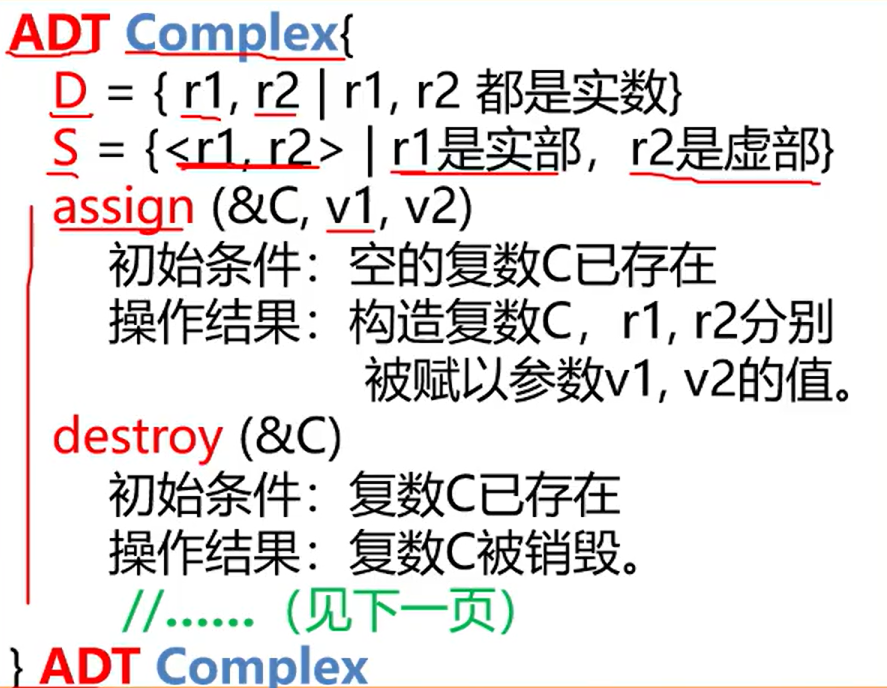 ADT Complex{
D = { r1, r2 | r1, r2 都是实数}
S = {<r1, r2> | r1是实部，r2是虚部}
assign (&C, v1, v2)
初始条件：空的复数C已存在
操作结果：构造复数C，r1, r2分别
被赋以参数v1, v2的值。
destroy (&C)
初始条件：复数C已存在
操作结果：复数C被销毁。
//......（见下一页）
} ADT Complex